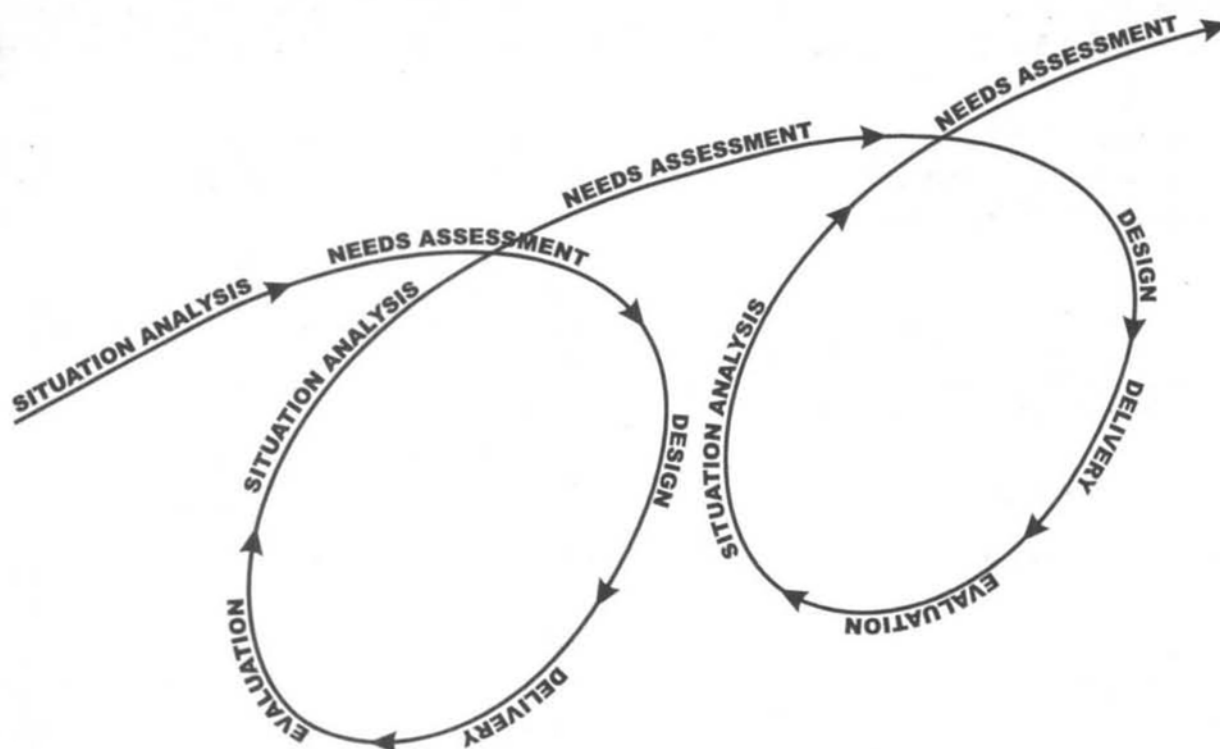 SITUATION ANALYSIS
NEEDS ASSESSMENT
DESIGN
DELIVERY
EVALUATION
SITUATION ANALYSIS
NEEDS ASSESSMENT
DESIGN
DELIVERY
EVALUATION
SITUATION ANALYSIS
NEEDS ASSESSMENT